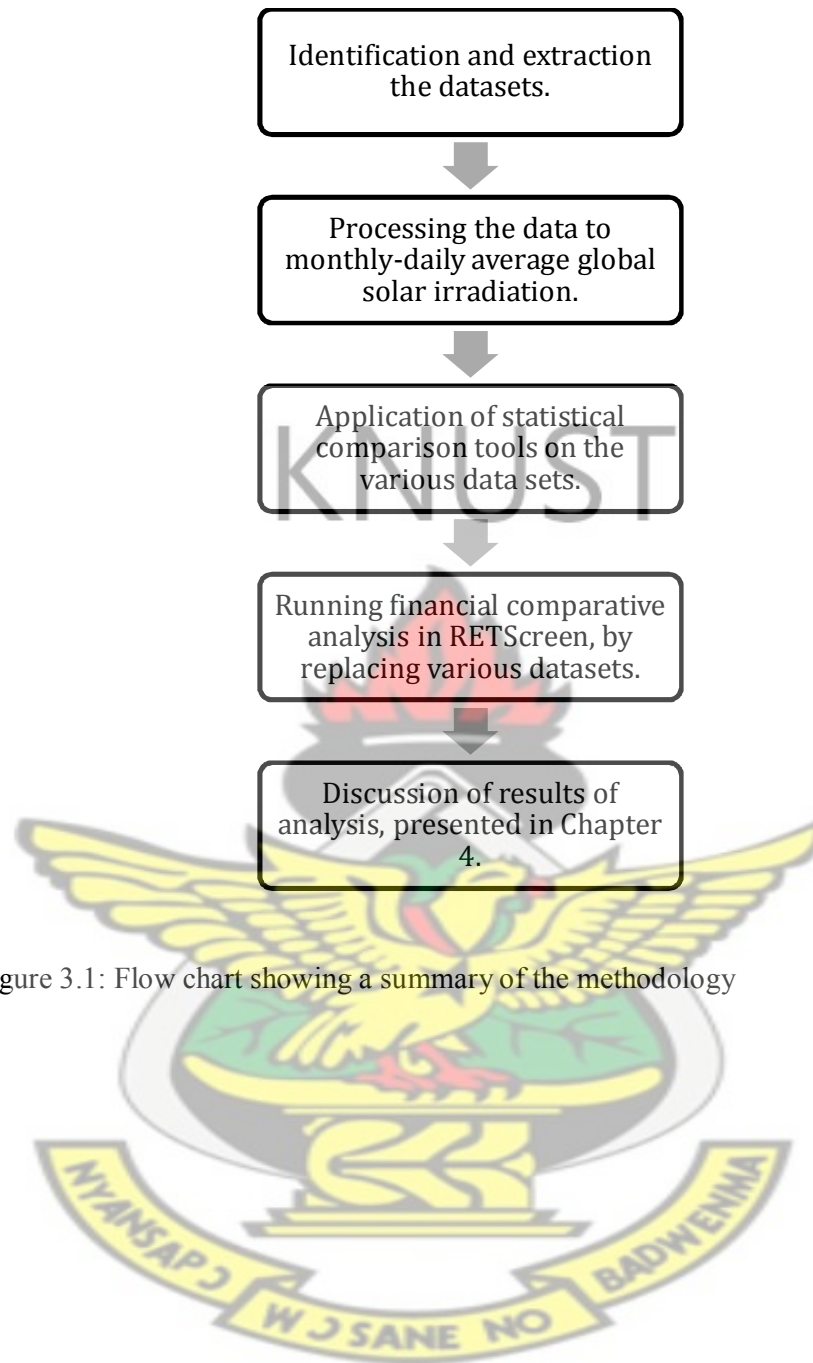 Identification and extraction
the datasets.
Processing the data to
monthly-daily average global
solar irradiation.
Application of statistical
comparison tools on the
various data sets.
KNUST
Running financial comparative
analysis in RETScreen, by
replacing various datasets.
Discussion of results of
analysis, presented in Chapter
4.
gure 3.1: Flow chart showing a summary of the methodology
NYANSAPƆ
WƆ SANE NO
BADWENMA